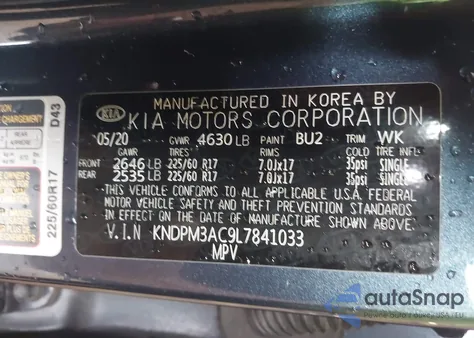 MANUFACTURED IN KOREA BY
KIA KIA MOTORS CORPORATION
05/20 GVWR 4630 LB PAINT BU2 TRIM WK
GAWR TIRES RIMS COLD TIRE INFL
FRONT 2646 LB 225/60 R17 7.0Jx17 35psi SINGLE
REAR 2535 LB 225/60 R17 7.0Jx17 35psi SINGLE
THIS VEHICLE CONFORMS TO ALL APPLICABLE U.S.A. FEDERAL
MOTOR VEHICLE SAFETY AND THEFT PREVENTION STANDARDS
IN EFFECT ON THE DATE OF MANUFACTURE SHOWN ABOVE.
V.I.N KNDPM3AC9L7841033
MPV
D43
225/60R17
autoSnap